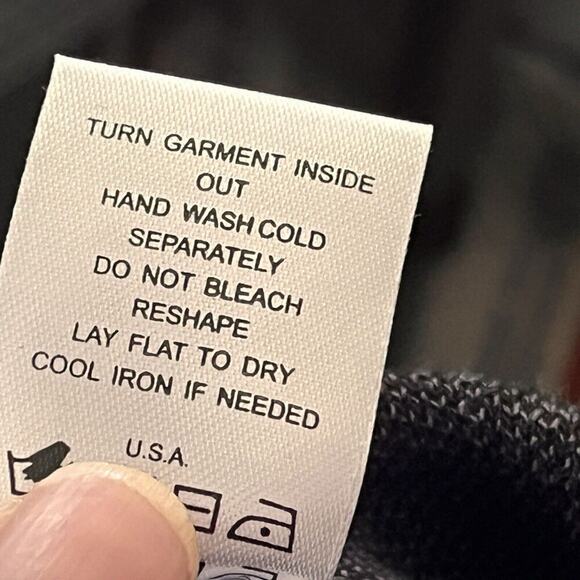 TURN GARMENT INSIDE
OUT
HAND WASH COLD
SEPARATELY
DO NOT BLEACH
RESHAPE
LAY FLAT TO DRY
COOL IRON IF NEEDED
U.S.A.